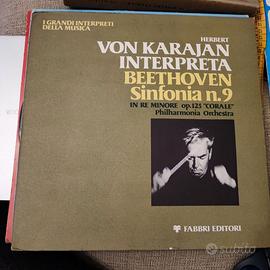 I GRANDI INTERPRETI
DELLA MUSICA
HERBERT
VON KARAJAN
INTERPRETA
BEETHOVEN
Sinfonia n.9
IN RE MINORE op.125 "CORALE"
Philharmonia Orchestra
FABBRI EDITORI
subito